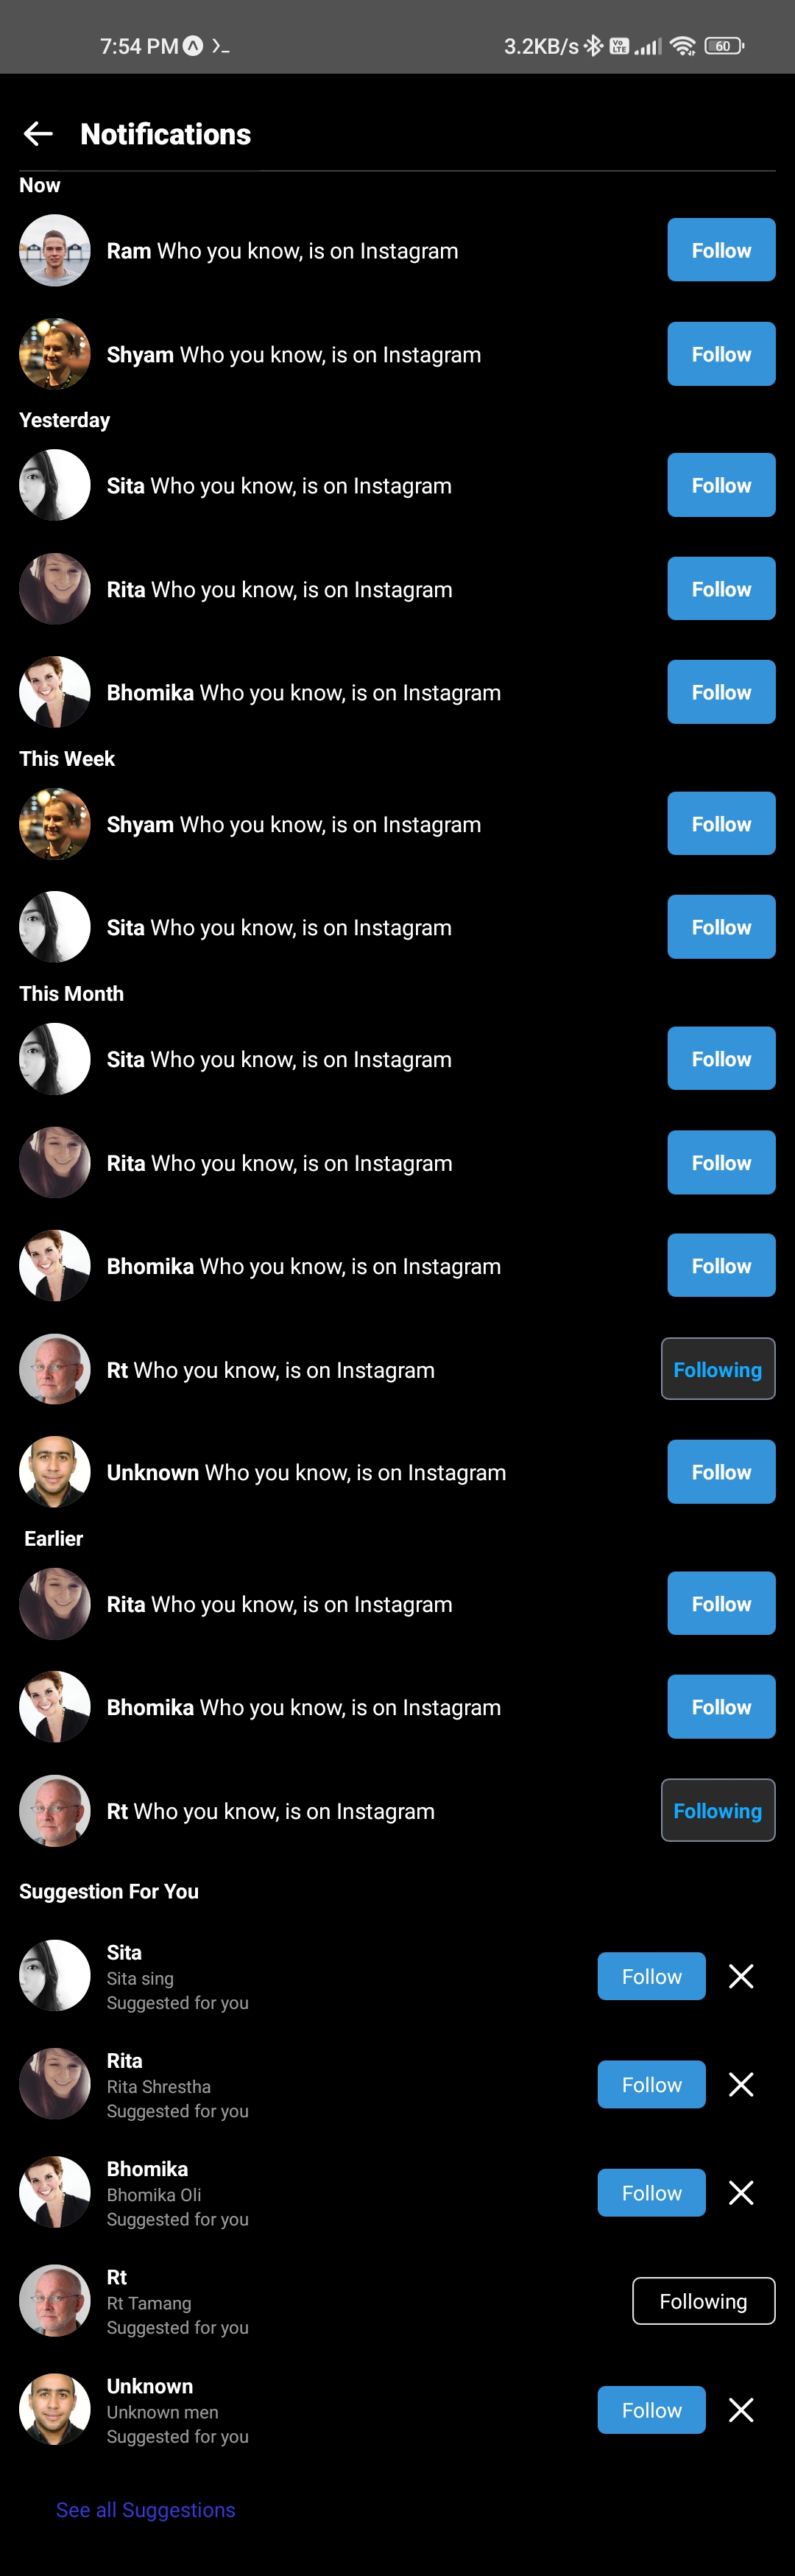 7:54 PM 3.2KB/s Vo LTE 60
Notifications
Now
Ram Who you know, is on Instagram Follow
Shyam Who you know, is on Instagram Follow
Yesterday
Sita Who you know, is on Instagram Follow
Rita Who you know, is on Instagram Follow
Bhomika Who you know, is on Instagram Follow
This Week
Shyam Who you know, is on Instagram Follow
Sita Who you know, is on Instagram Follow
This Month
Sita Who you know, is on Instagram Follow
Rita Who you know, is on Instagram Follow
Bhomika Who you know, is on Instagram Follow
Rt Who you know, is on Instagram Following
Unknown Who you know, is on Instagram Follow
Earlier
Rita Who you know, is on Instagram Follow
Bhomika Who you know, is on Instagram Follow
Rt Who you know, is on Instagram Following
Suggestion For You
Sita
Sita sing
Suggested for you
Follow
Rita
Rita Shrestha
Suggested for you
Follow
Bhomika
Bhomika Oli
Suggested for you
Follow
Rt
Rt Tamang
Suggested for you
Following
Unknown
Unknown men
Suggested for you
Follow
See all Suggestions